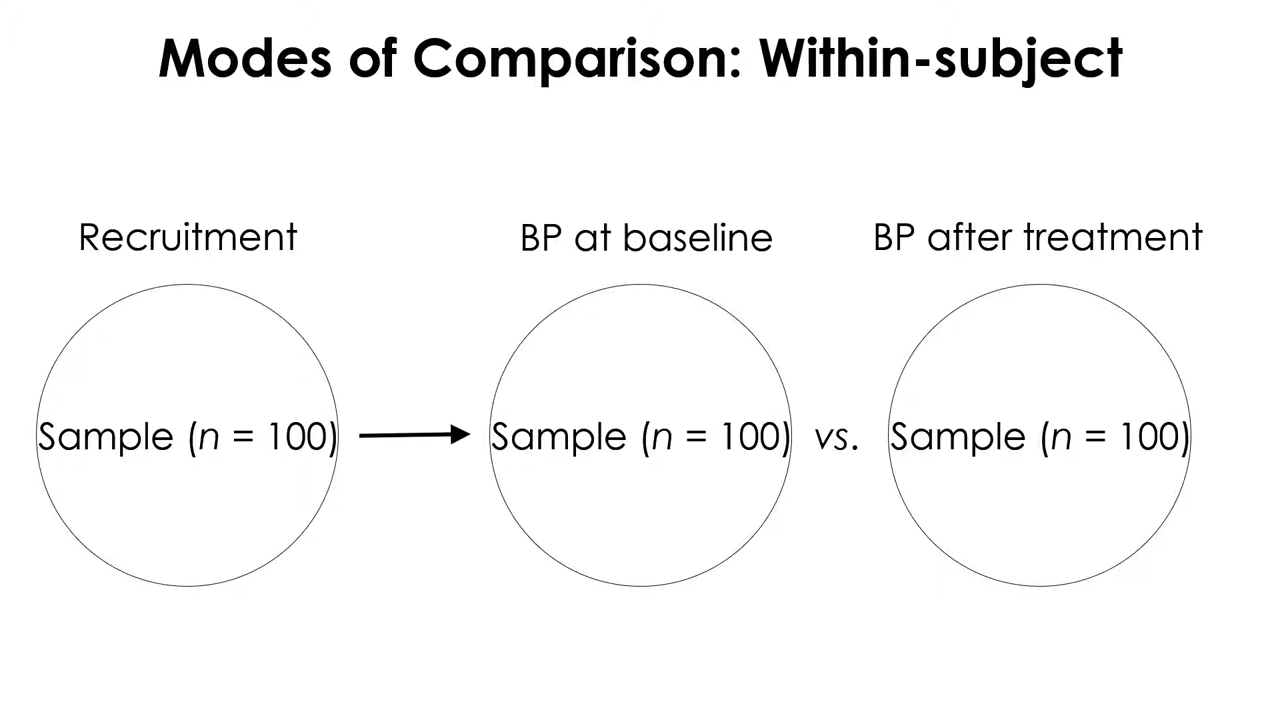 Modes of Comparison: Within-subject
Recruitment
BP at baseline
BP after treatment
Sample (n = 100)
Sample (n = 100)
vs.
Sample (n = 100)